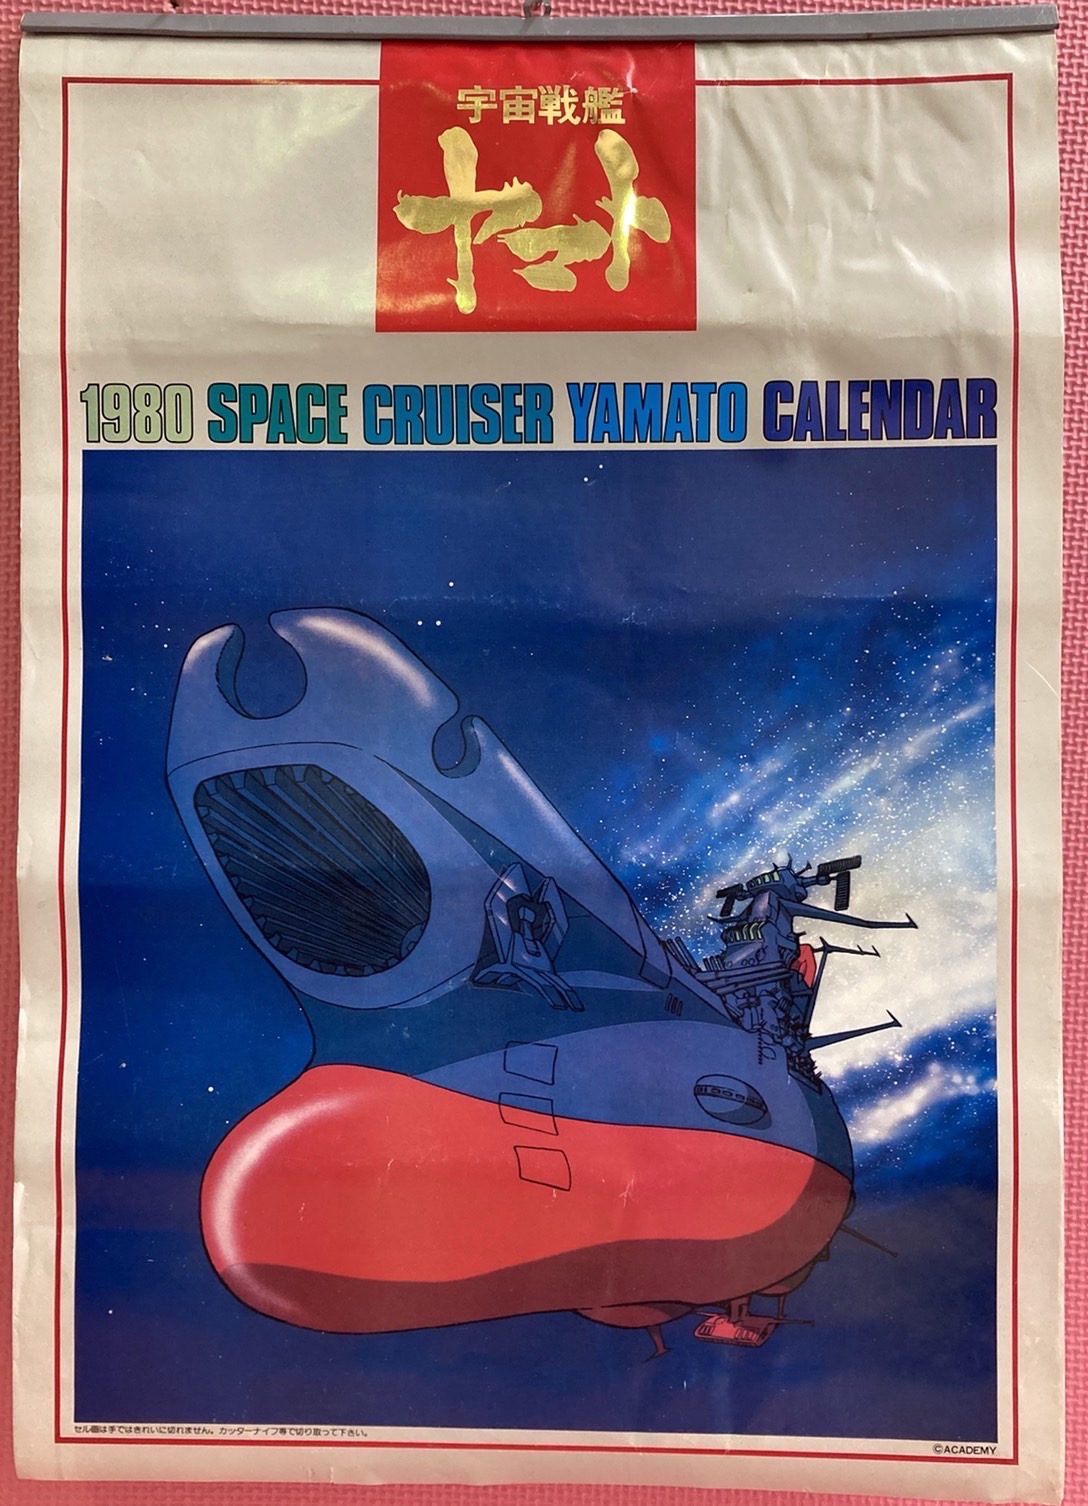 宇宙戦艦
ヤマト
1980 SPACE CRUISER YAMATO CALENDAR
セル画は手ではきれいに切れません。カッターナイフ等で切り取って下さい。
©ACADEMY